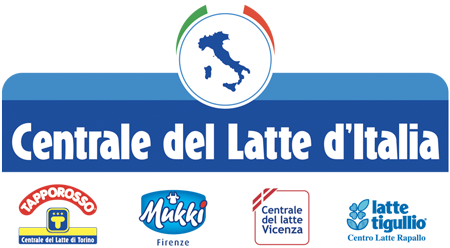 Centrale del Latte d'Italia
TAPPOROSSO
Centrale del Latte di Torino
Mukki
Firenze
Centrale
del latte
Vicenza
latte
tigullio
Centro Latte Rapallo